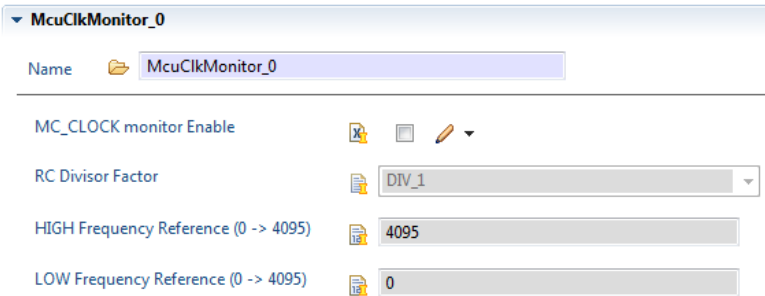 McuClkMonitor_0
Name McuClkMonitor_0
MC_CLOCK monitor Enable
RC Divisor Factor DIV_1
HIGH Frequency Reference (0 -> 4095) 4095
LOW Frequency Reference (0 -> 4095) 0